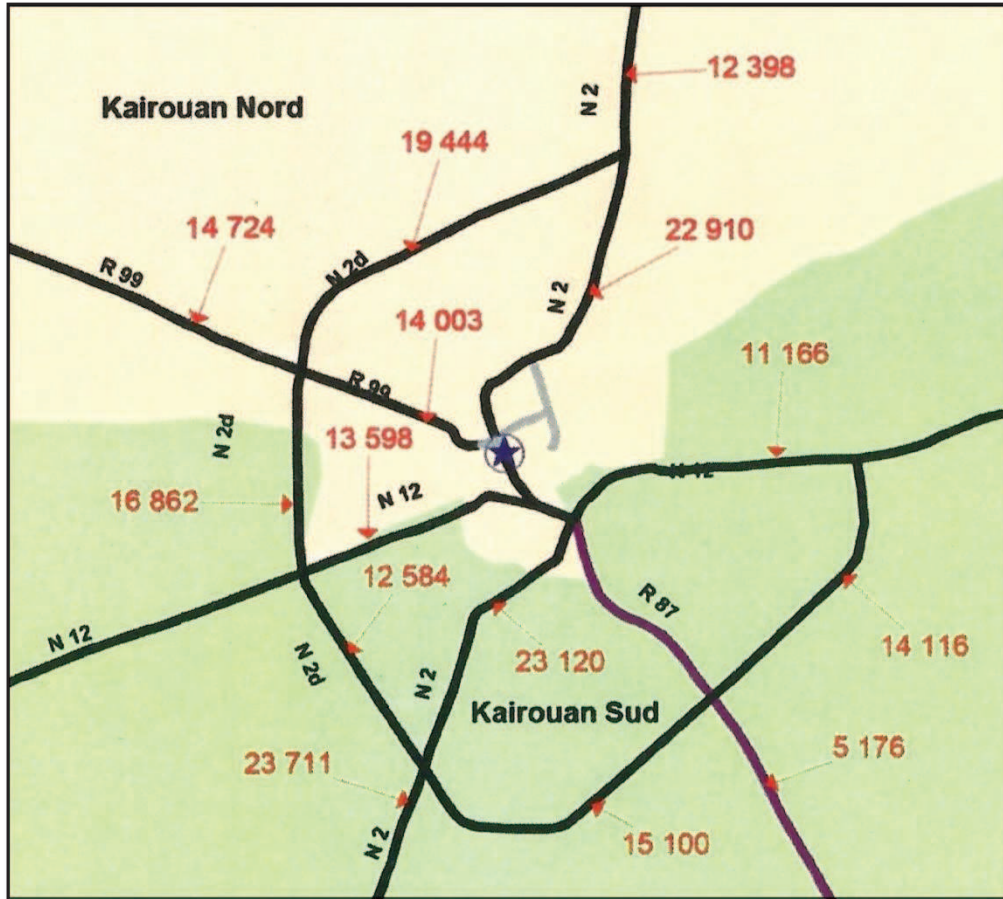 12 398
N 2
Kairouan Nord
19 444
14 724
22 910
R 99
N 2d
N 2
14 003
11 166
R 99
N 2d
13 598
N 12
N 12
16 862
12 584
R 87
N 12
N 2d
14 116
23 120
N 2
Kairouan Sud
23 711
5 176
N 2
15 100